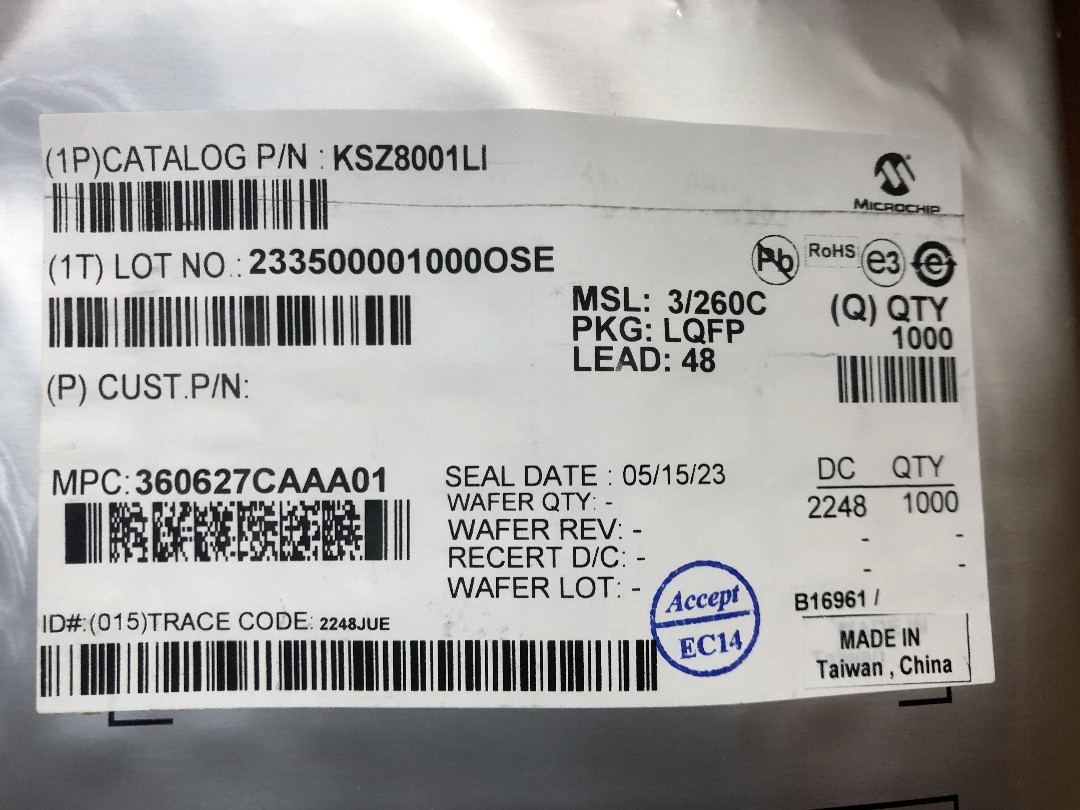 (1P)CATALOG P/N : KSZ8001LI
MICROCHIP
(1T) LOT NO.: 233500001000OSE
Pb
RoHS
e3
e
MSL: 3/260C
PKG: LQFP
LEAD: 48
(Q) QTY
1000
(P) CUST.P/N:
MPC: 360627CAAA01
SEAL DATE : 05/15/23
WAFER QTY: -
WAFER REV: -
RECERT D/C: -
WAFER LOT: -
DC QTY
2248 1000
- -
- -
Accept
EC14
B16961 /
MADE IN
Taiwan , China
ID#:(015)TRACE CODE: 2248JUE